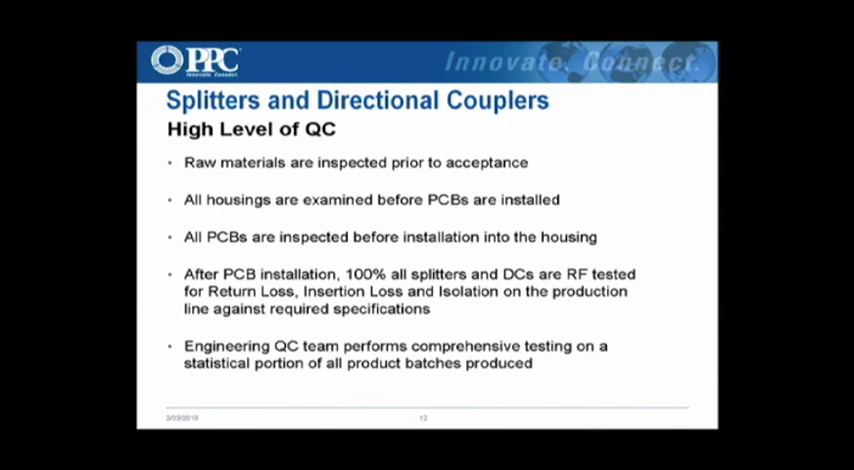 PPC
Innovate. Connect.
Innovate. Connect.
Splitters and Directional Couplers
High Level of QC
• Raw materials are inspected prior to acceptance
• All housings are examined before PCBs are installed
• All PCBs are inspected before installation into the housing
• After PCB installation, 100% all splitters and DCs are RF tested
for Return Loss, Insertion Loss and Isolation on the production
line against required specifications
• Engineering QC team performs comprehensive testing on a
statistical portion of all product batches produced
12